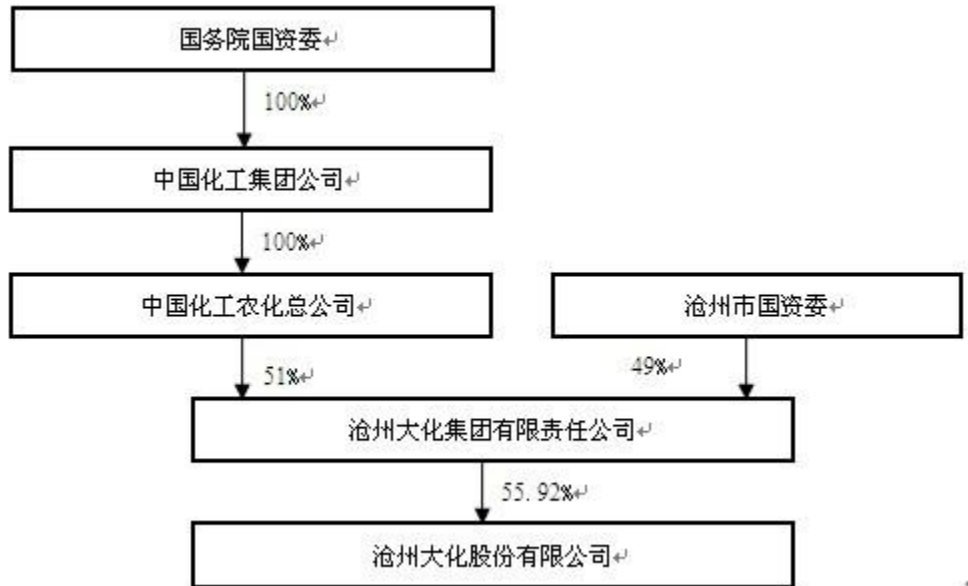 国务院国资委
100%
中国化工集团公司
100%
中国化工农化总公司
沧州市国资委
51%
49%
沧州大化集团有限责任公司
55.92%
沧州大化股份有限公司